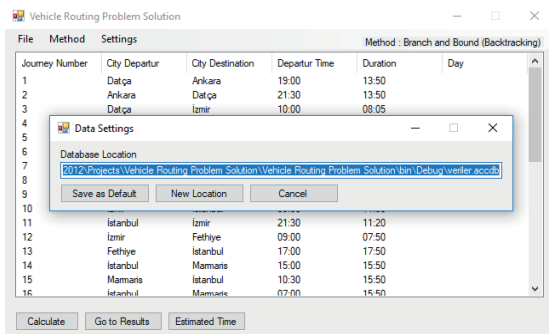 Vehicle Routing Problem Solution
File Method Settings Method : Branch and Bound (Backtracking)
Journey Number City Departur City Destination Departur Time Duration Day
1 Datça Ankara 19:00 13:50
2 Ankara Datça 21:30 13:50
3 Datça İzmir 10:00 08:05
4
5
6
7
8
9
10
Data Settings
Database Location
2012\Projects\Vehicle Routing Problem Solution\Vehicle Routing Problem Solution\bin\Debug\veriler.accdb
Save as Default New Location Cancel
11 İstanbul İzmir 21:30 11:20
12 İzmir Fethiye 09:00 07:50
13 Fethiye İstanbul 17:00 17:50
14 İstanbul Marmaris 15:00 15:50
15 Marmaris İstanbul 10:30 15:50
16 İstanbul Marmaris 07:00 15:50
Calculate Go to Results Estimated Time